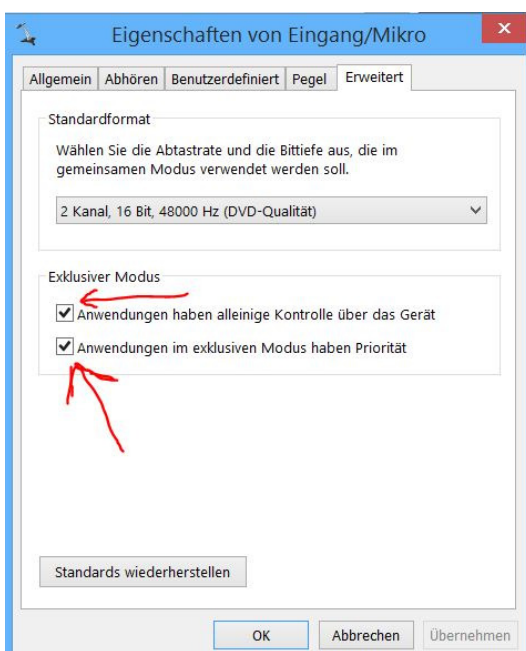 Eigenschaften von Eingang/Mikro
x
Allgemein Abhören Benutzerdefiniert Pegel Erweitert
Standardformat
Wählen Sie die Abtastrate und die Bittiefe aus, die im
gemeinsamen Modus verwendet werden soll.
2 Kanal, 16 Bit, 48000 Hz (DVD-Qualität)
Exklusiver Modus
Anwendungen haben alleinige Kontrolle über das Gerät
Anwendungen im exklusiven Modus haben Priorität
Standards wiederherstellen
OK Abbrechen Übernehmen